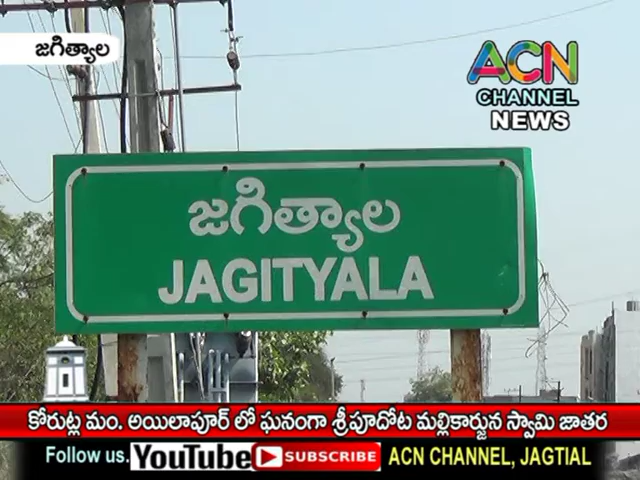 జగిత్యాల
ACN
CHANNEL
NEWS
జగిత్యాల
JAGITYALA
కోరుట్ల మం. అయిలాపూర్ లో ఘనంగా శ్రీపూదోట మల్లికార్జున స్వామి జాతర
Follow us. YouTube SUBSCRIBE ACN CHANNEL, JAGTIAL